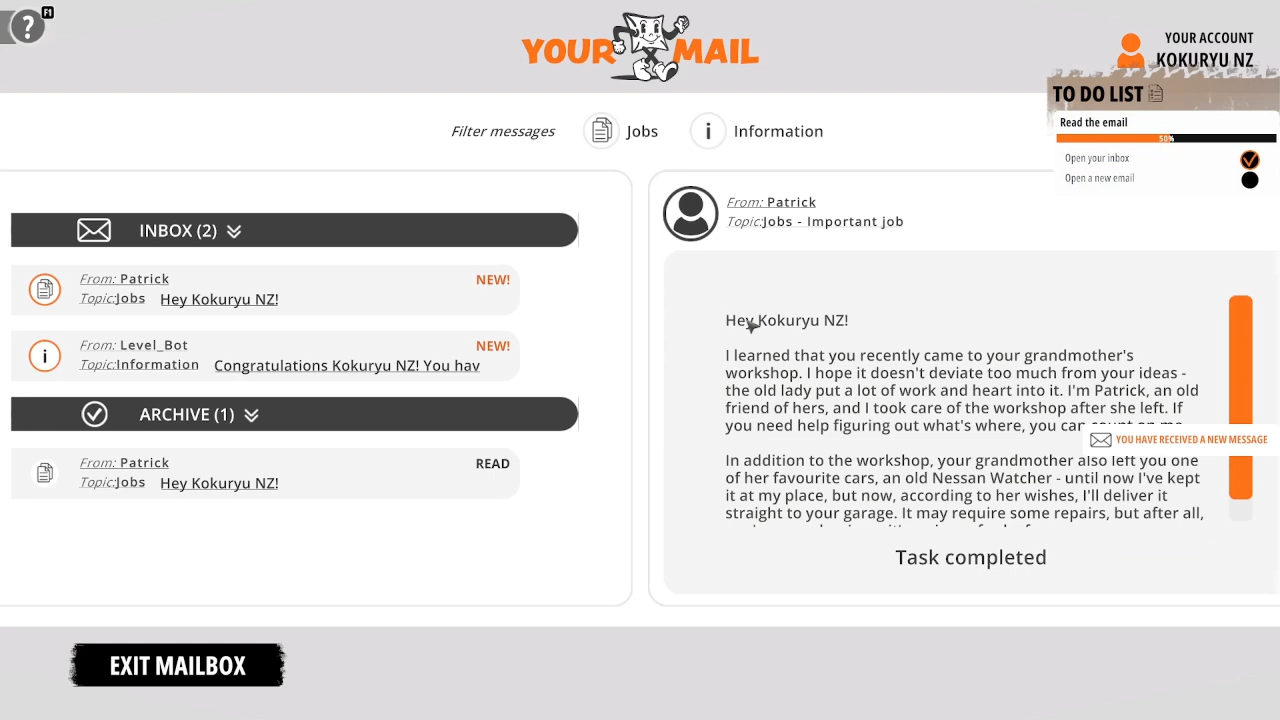 ?
F1
YOUR MAIL
YOUR ACCOUNT
KOKURYU NZ
TO DO LIST
Read the email
50%
Open your inbox
Open a new email
Filter messages
Jobs
i
Information
INBOX (2)
From: Patrick
NEW!
Topic:Jobs Hey Kokuryu NZ!
i
From: Level_Bot
NEW!
Topic:Information Congratulations Kokuryu NZ! You hav
ARCHIVE (1)
From: Patrick
READ
Topic:Jobs Hey Kokuryu NZ!
From: Patrick
Topic:Jobs - Important job
Hey Kokuryu NZ!
I learned that you recently came to your grandmother's
workshop. I hope it doesn't deviate too much from your ideas -
the old lady put a lot of work and heart into it. I'm Patrick, an old
friend of hers, and I took care of the workshop after she left. If
you need help figuring out what's where, you can count on me
YOU HAVE RECEIVED A NEW MESSAGE
In addition to the workshop, your grandmother also left you one
of her favourite cars, an old Nessan Watcher - until now I've kept
it at my place, but now, according to her wishes, I'll deliver it
straight to your garage. It may require some repairs, but after all,
Task completed
EXIT MAILBOX